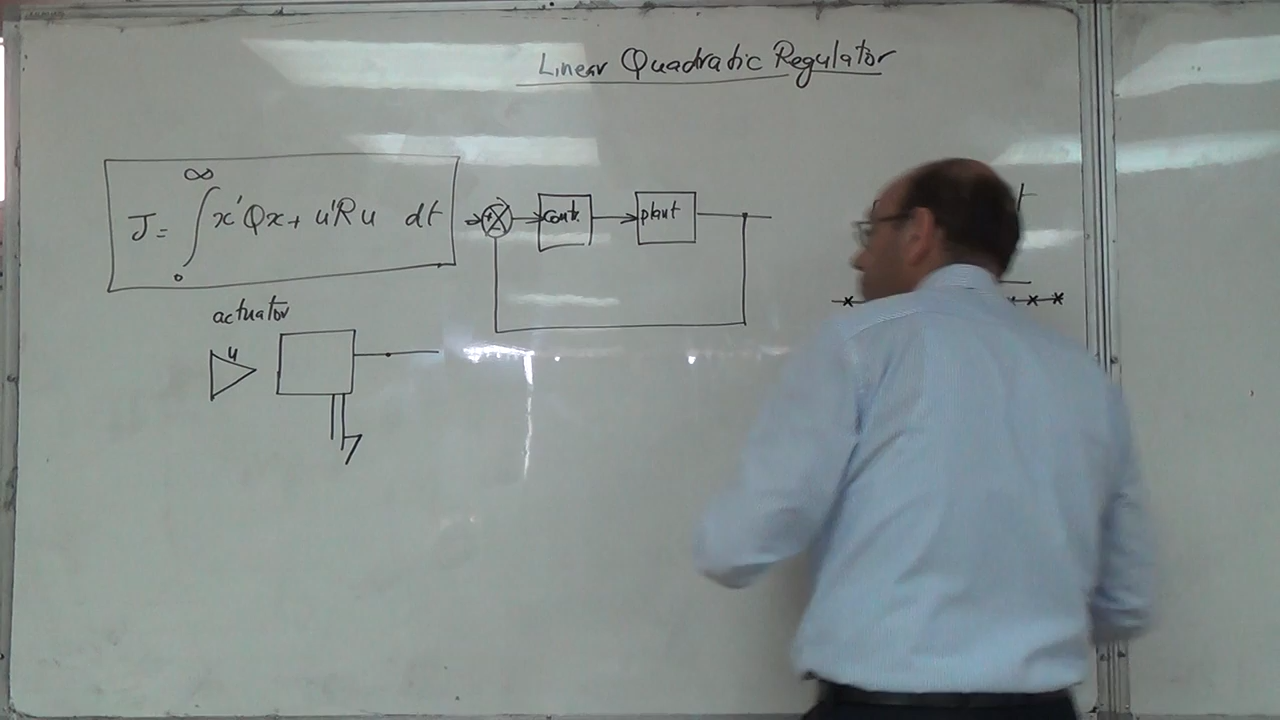 Linear Quadratic Regulator
J = ∫₀^∞ x'Qx + u'Ru dt
cont. plant
actuator
u